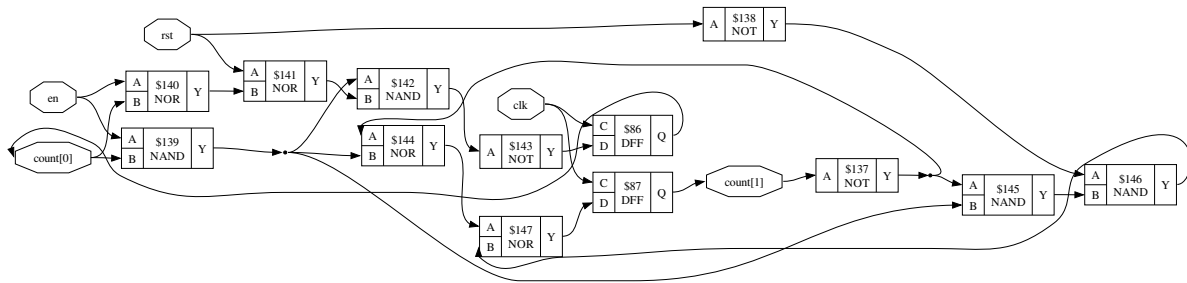 rst
A $138 Y
NOT
en
A $140 Y
B NOR
A $141 Y
B NOR
A $142 Y
B NAND
clk
count[0]
A $139 Y
B NAND
A $144 Y
B NOR
A $143 Y
NOT
C $86 Q
D DFF
C $87 Q
D DFF
count[1]
A $137 Y
NOT
A $145 Y
B NAND
A $146 Y
B NAND
A $147 Y
B NOR